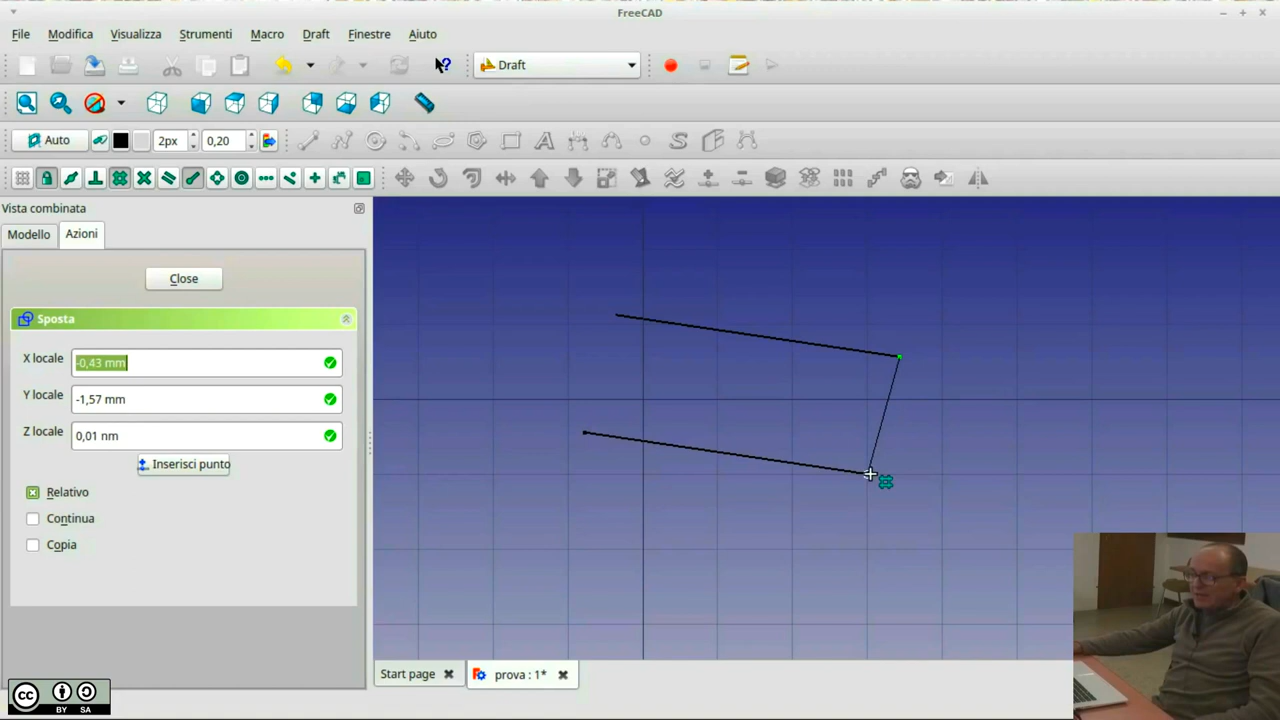 FreeCAD
File Modifica Visualizza Strumenti Macro Draft Finestre Aiuto
Draft
Auto 2px 0,20
Vista combinata
Modello Azioni
Close
Sposta
X locale -0,43 mm
Y locale -1,57 mm
Z locale 0,01 nm
Inserisci punto
Relativo
Continua
Copia
Start page prova : 1*
cc
BY SA